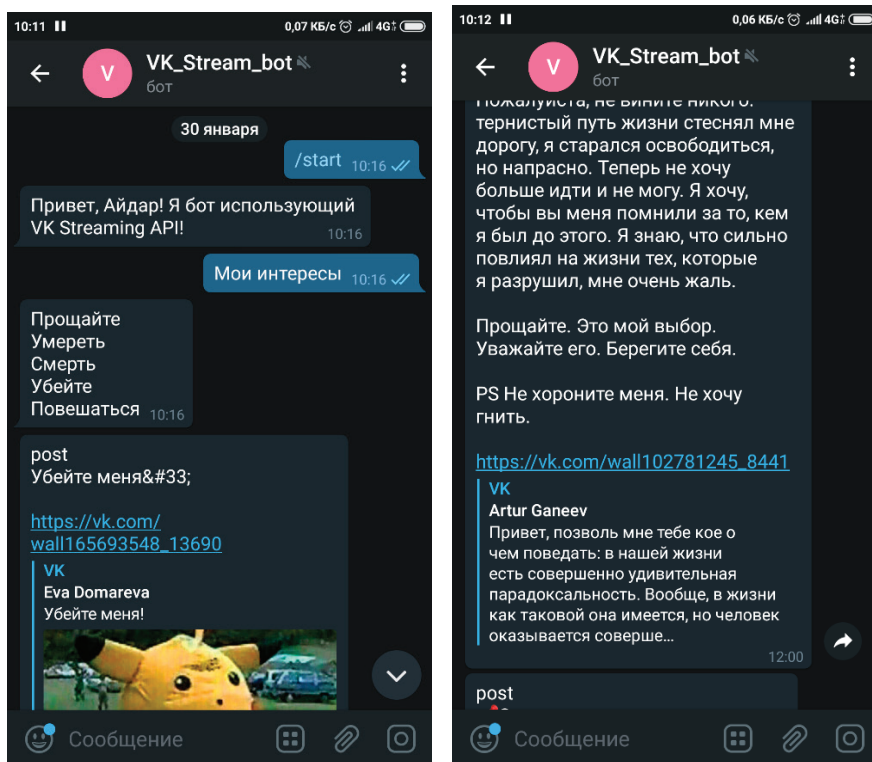 10:11
0,07 КБ/с
4G
VK_Stream_bot
бот
30 января
/start 10:16
Привет, Айдар! Я бот использующий
VK Streaming API! 10:16
Мои интересы 10:16
Прощайте
Умереть
Смерть
Убейте
Повешаться 10:16
post
Убейте меня&#33;
https://vk.com/
wall165693548_13690
VK
Eva Domareva
Убейте меня!
Сообщение
10:12
0,06 КБ/с
4G
VK_Stream_bot
бот
Пожалуйста, не вините никого.
тернистый путь жизни стеснял мне
дорогу, я старался освободиться,
но напрасно. Теперь не хочу
больше идти и не могу. Я хочу,
чтобы вы меня помнили за то, кем
я был до этого. Я знаю, что сильно
повлиял на жизни тех, которые
я разрушил, мне очень жаль.
Прощайте. Это мой выбор.
Уважайте его. Берегите себя.
PS Не хороните меня. Не хочу
гнить.
https://vk.com/wall102781245_8441
VK
Artur Ganeev
Привет, позволь мне тебе кое о
чем поведать: в нашей жизни
есть совершенно удивительная
парадоксальность. Вообще, в жизни
как таковой она имеется, но человек
оказывается соверше...
12:00
post
Сообщение